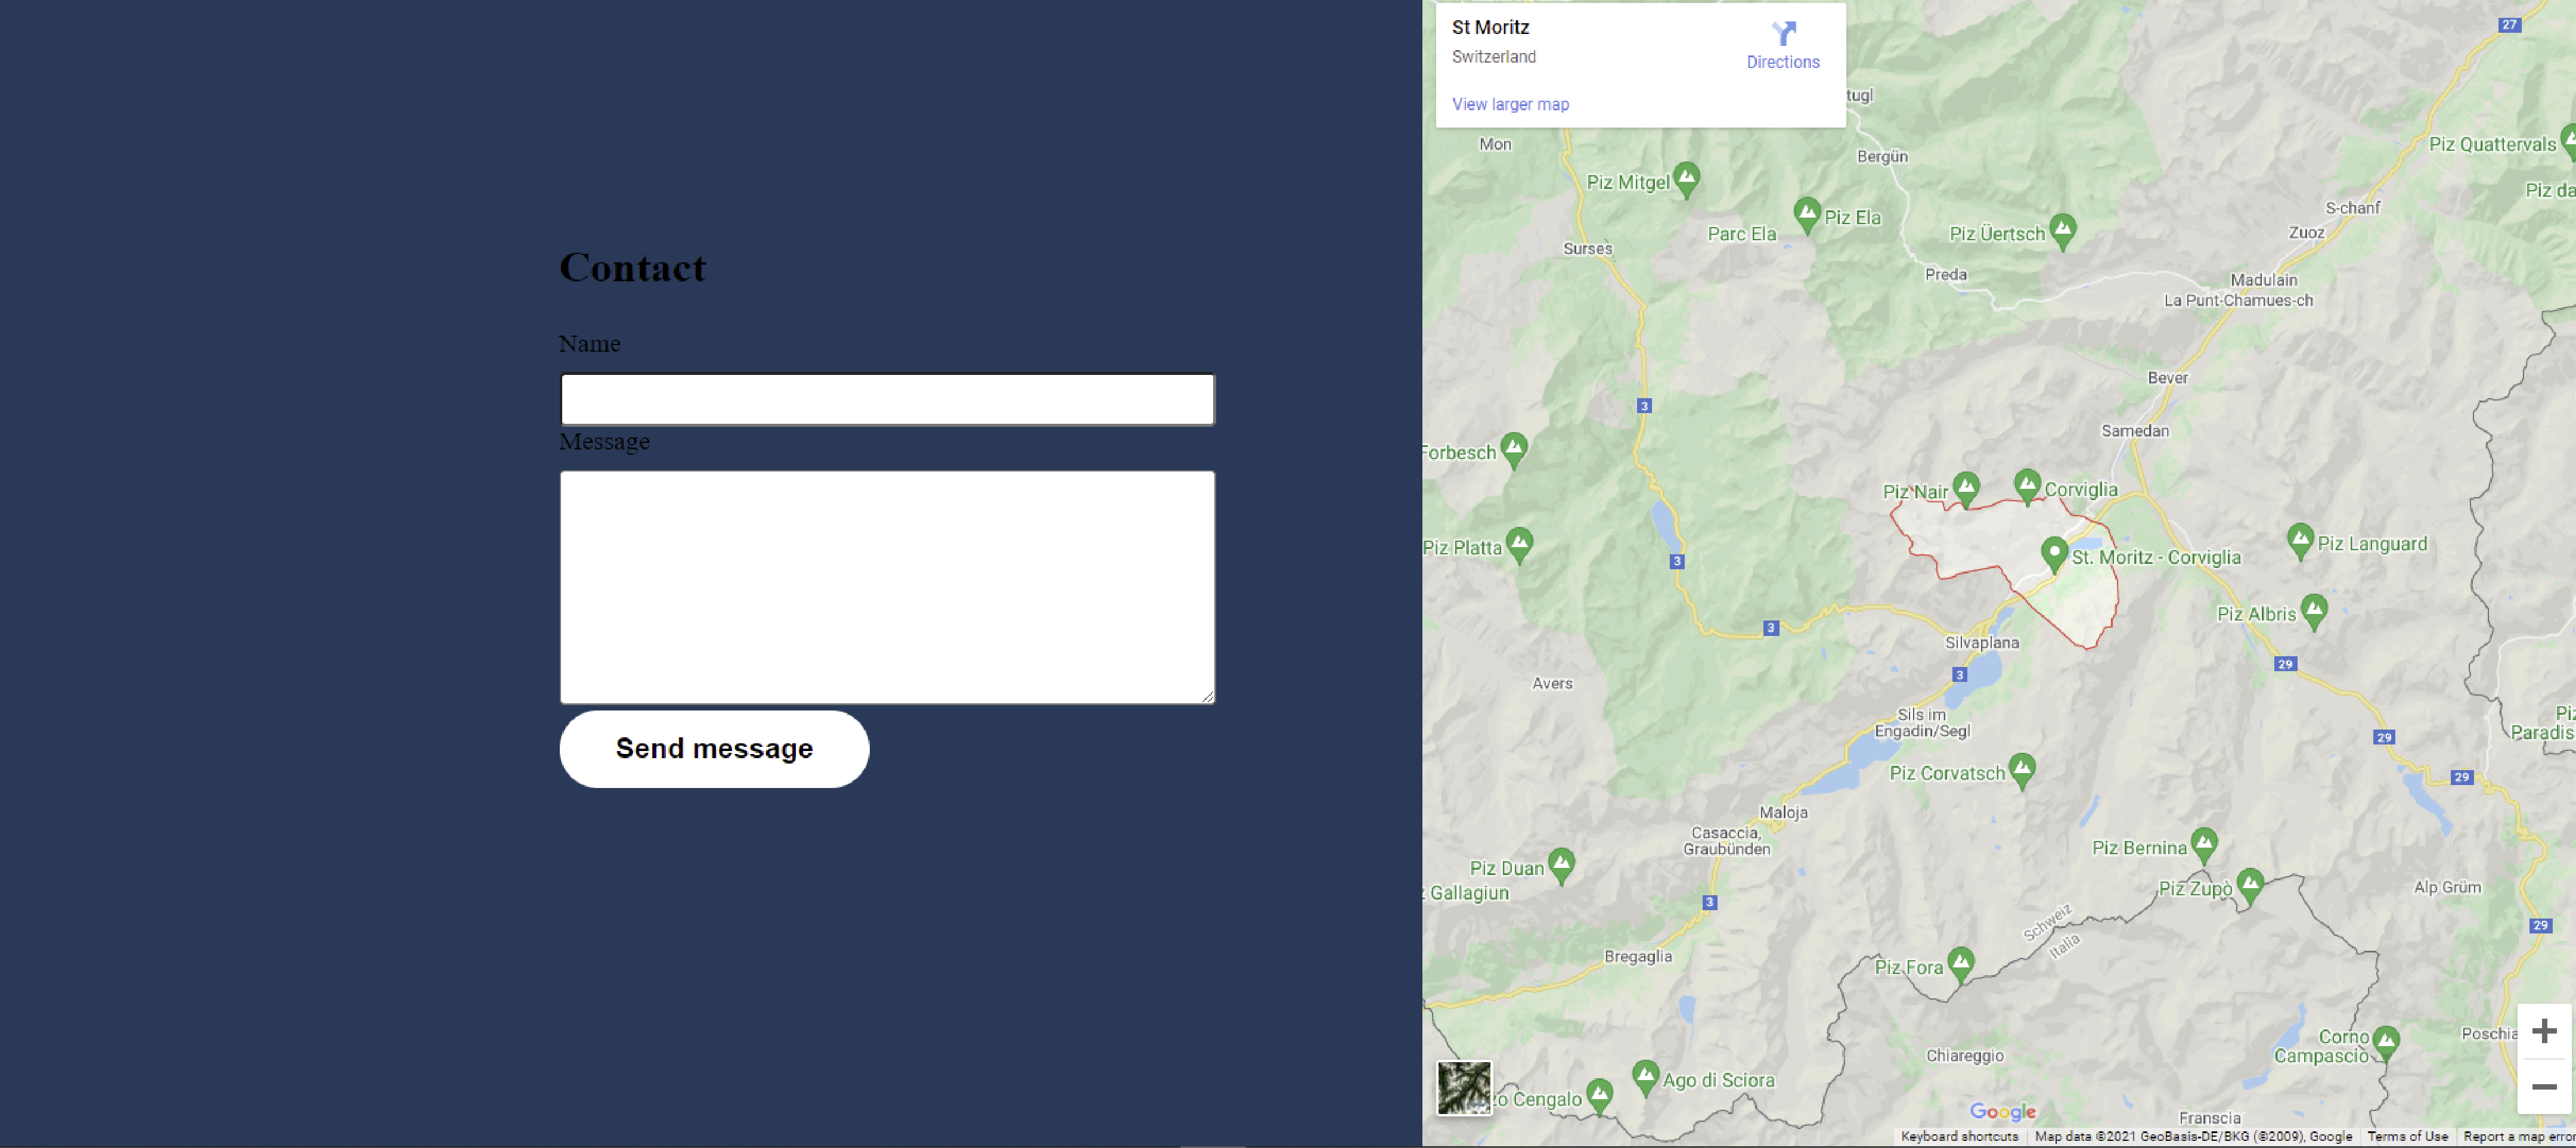 Contact
Name
Message
Send message
St Moritz
Switzerland
Directions
View larger map
27
tugl
Mon
Bergün
Piz Quattervals
Piz Mitgel
Piz da
Piz Ela
S-chanf
Parc Ela
Piz Üertsch
Zuoz
Surses
Preda
Madulain
La Punt-Chamues-ch
Bever
3
Samedan
Forbesch
Piz Nair
Corviglia
Piz Platta
3
St. Moritz - Corviglia
Piz Languard
Piz Albris
3
Silvaplana
29
3
Avers
Sils im
Engadin/Segl
Piz
Paradis
29
Piz Corvatsch
29
Maloja
Casaccia,
Graubünden
Piz Bernina
Piz Duan
Gallagiun
Piz Zupò
Alp Grüm
3
Schweiz
Italia
29
Bregaglia
Piz Fora
Corno
Campascio
Poschia
Chiareggio
Ago di Sciora
zo Cengalo
Google
Franscia
Keyboard shortcuts
Map data ©2021 GeoBasis-DE/BKG (©2009), Google
Terms of Use
Report a map erro